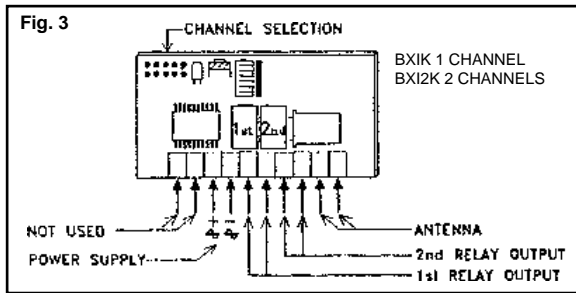 Fig. 3
CHANNEL SELECTION
BXIK 1 CHANNEL
BXI2K 2 CHANNELS
1st 2nd
NOT USED
POWER SUPPLY
ANTENNA
2nd RELAY OUTPUT
1st RELAY OUTPUT